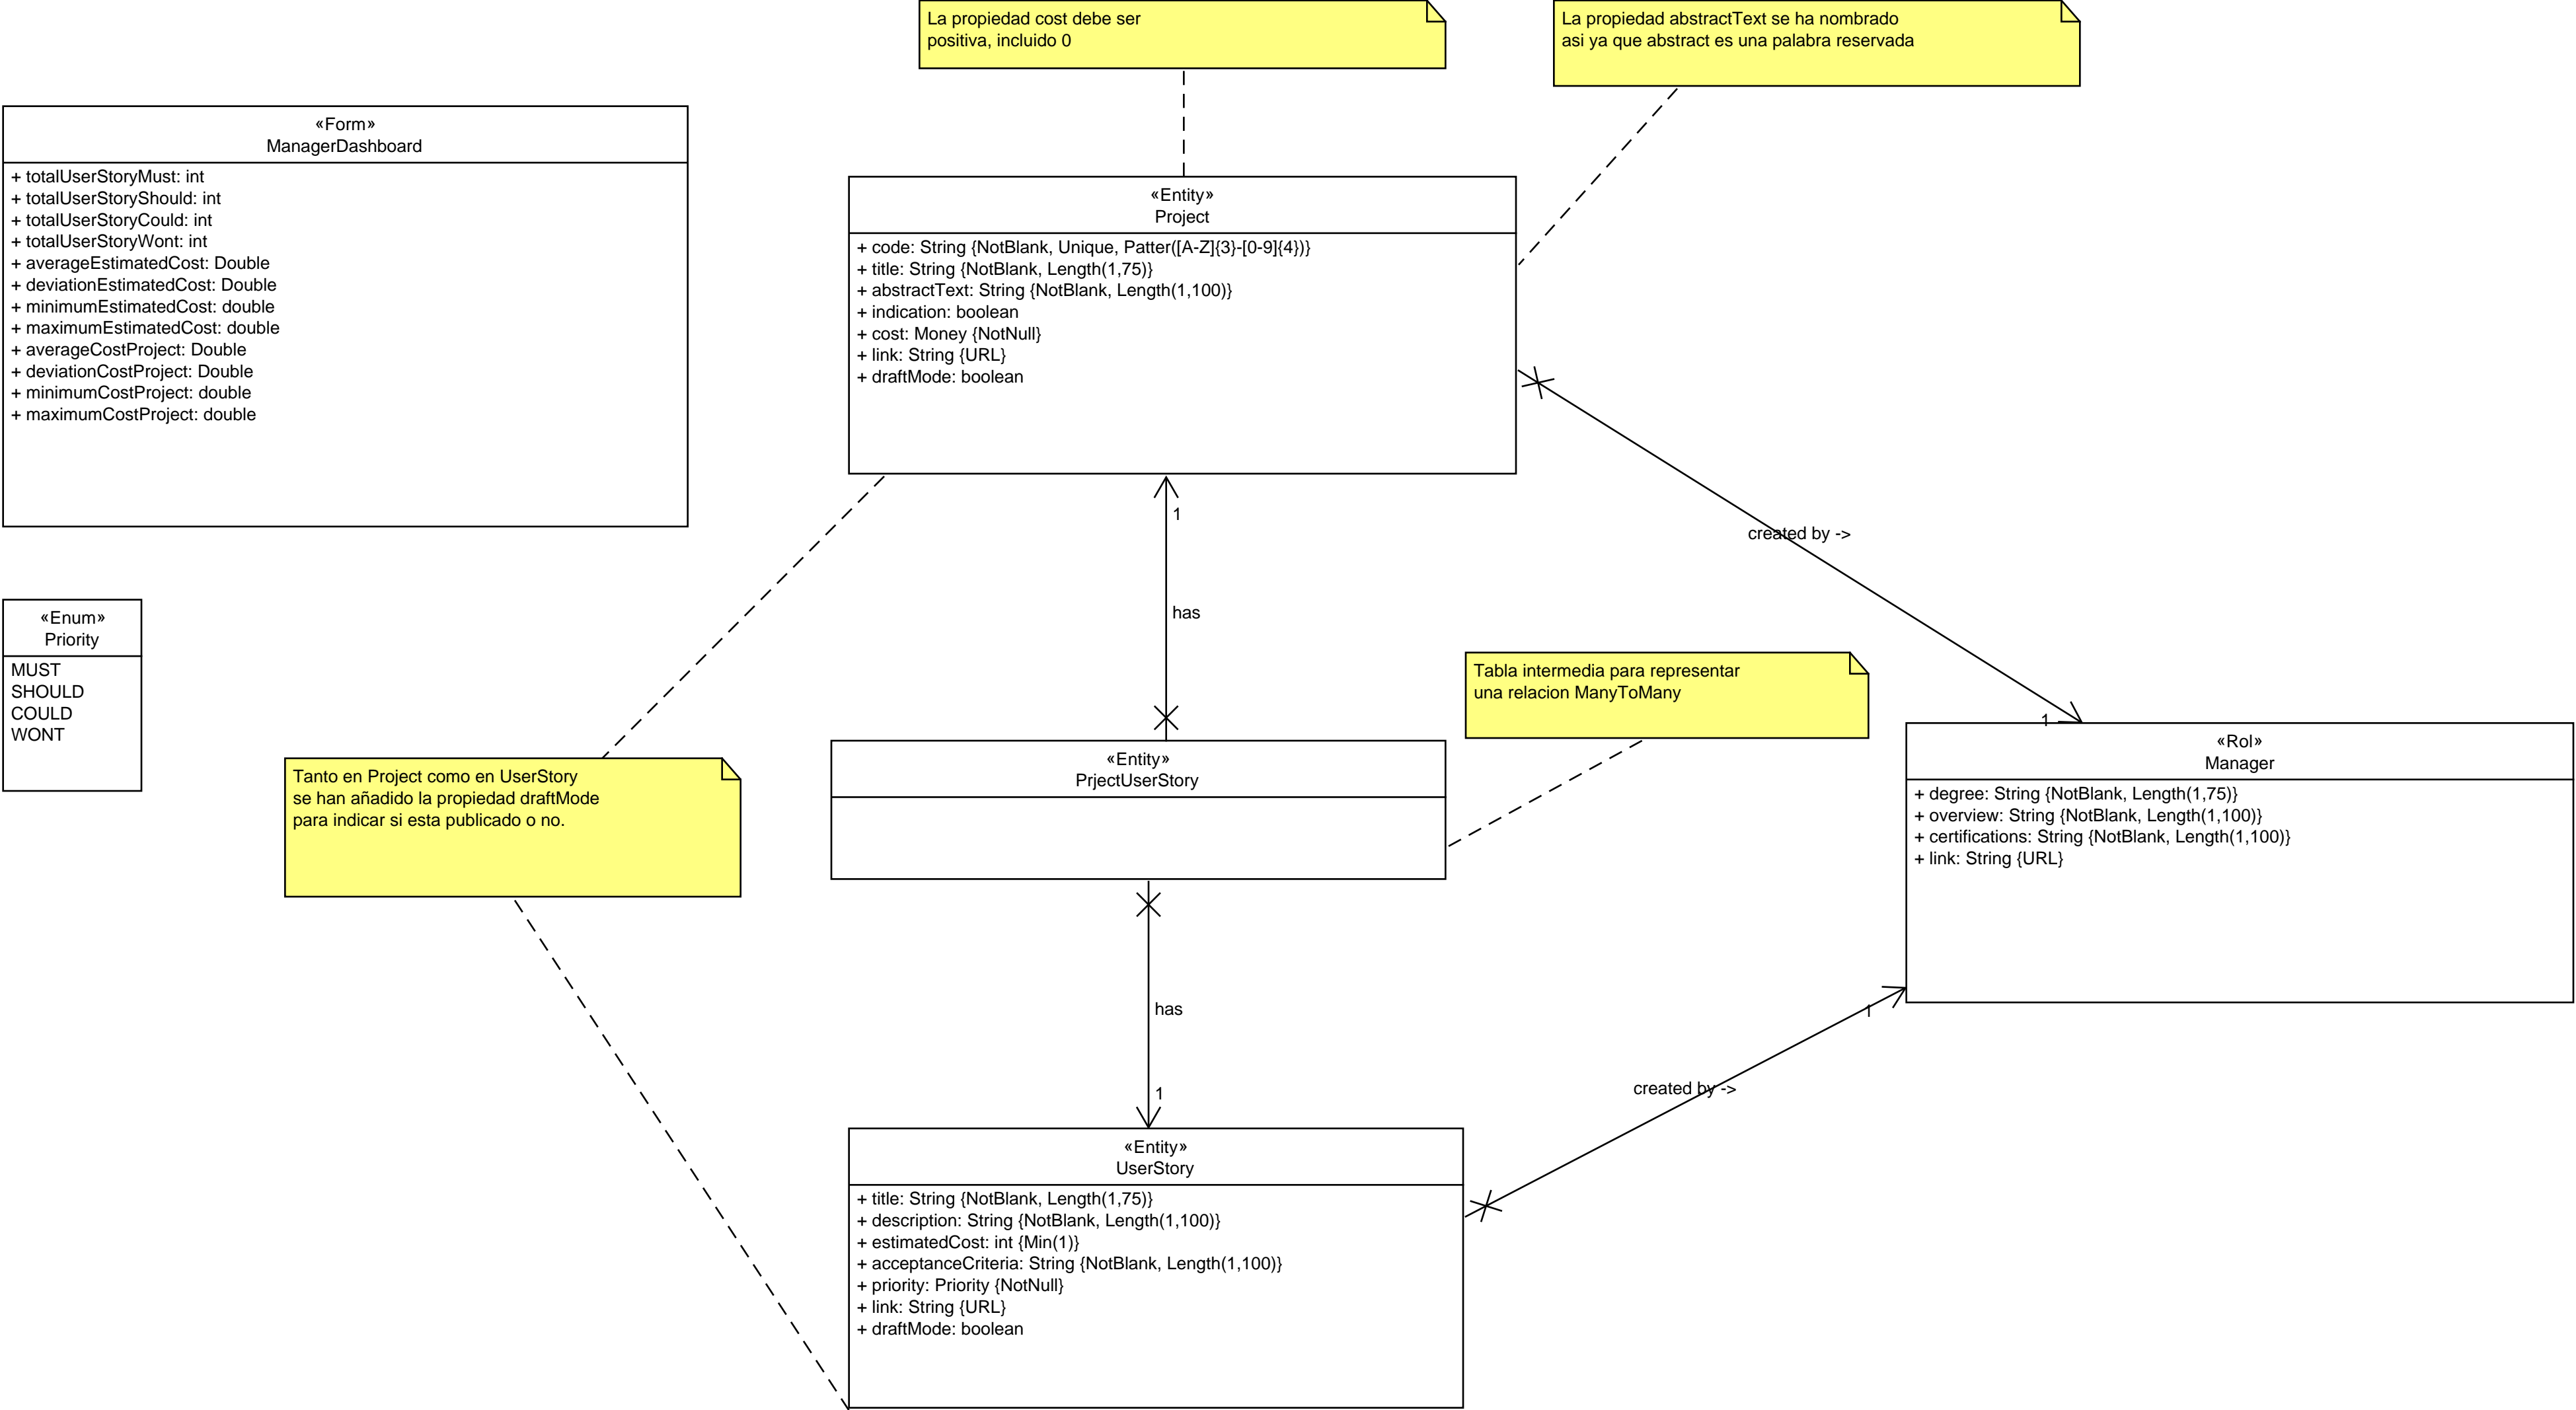 La propiedad cost debe ser
positiva, incluido 0
La propiedad abstractText se ha nombrado
asi ya que abstract es una palabra reservada
«Form»
ManagerDashboard
+ totalUserStoryMust: int
+ totalUserStoryShould: int
+ totalUserStoryCould: int
+ totalUserStoryWont: int
+ averageEstimatedCost: Double
+ deviationEstimatedCost: Double
+ minimumEstimatedCost: double
+ maximumEstimatedCost: double
+ averageCostProject: Double
+ deviationCostProject: Double
+ minimumCostProject: double
+ maximumCostProject: double
«Entity»
Project
+ code: String {NotBlank, Unique, Patter([A-Z]{3}-[0-9]{4})}
+ title: String {NotBlank, Length(1,75)}
+ abstractText: String {NotBlank, Length(1,100)}
+ indication: boolean
+ cost: Money {NotNull}
+ link: String {URL}
+ draftMode: boolean
1
created by ->
has
«Enum»
Priority
MUST
SHOULD
COULD
WONT
Tabla intermedia para representar
una relacion ManyToMany
1
«Rol»
Manager
+ degree: String {NotBlank, Length(1,75)}
+ overview: String {NotBlank, Length(1,100)}
+ certifications: String {NotBlank, Length(1,100)}
+ link: String {URL}
Tanto en Project como en UserStory
se han añadido la propiedad draftMode
para indicar si esta publicado o no.
«Entity»
PrjectUserStory
has
1
1
created by ->
«Entity»
UserStory
+ title: String {NotBlank, Length(1,75)}
+ description: String {NotBlank, Length(1,100)}
+ estimatedCost: int {Min(1)}
+ acceptanceCriteria: String {NotBlank, Length(1,100)}
+ priority: Priority {NotNull}
+ link: String {URL}
+ draftMode: boolean